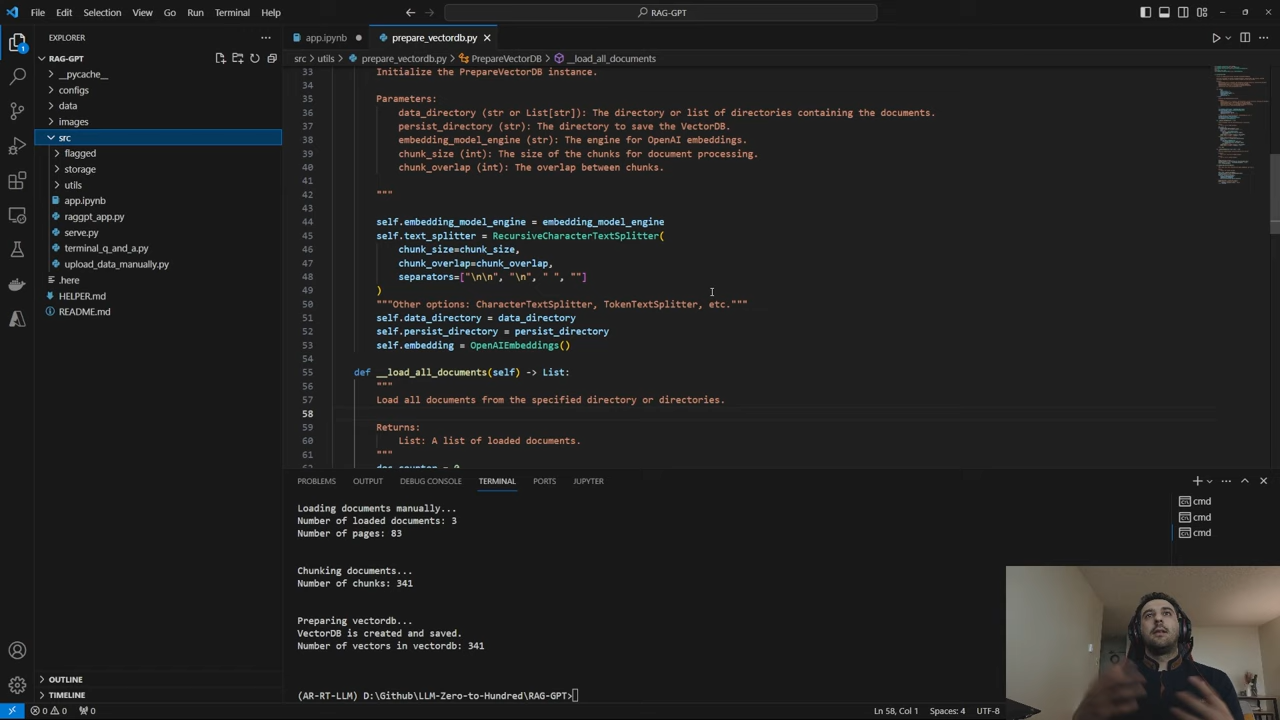 File Edit Selection View Go Run Terminal Help
RAG-GPT
EXPLORER
app.ipynb
prepare_vectordb.py
RAG-GPT
src > utils > prepare_vectordb.py > PrepareVectorDB > __load_all_documents
__pycache__
configs
data
images
src
flagged
storage
utils
app.ipynb
raggpt_app.py
serve.py
terminal_q_and_a.py
upload_data_manually.py
.here
HELPER.md
README.md
OUTLINE
TIMELINE
33 Initialize the PrepareVectorDB instance.
34
35 Parameters:
36 data_directory (str or List[str]): The directory or list of directories containing the documents.
37 persist_directory (str): The directory to save the VectorDB.
38 embedding_model_engine (str): The engine for OpenAI embeddings.
39 chunk_size (int): The size of the chunks for document processing.
40 chunk_overlap (int): The overlap between chunks.
41
42 """
43
44 self.embedding_model_engine = embedding_model_engine
45 self.text_splitter = RecursiveCharacterTextSplitter(
46 chunk_size=chunk_size,
47 chunk_overlap=chunk_overlap,
48 separators=["\n\n", "\n", " ", ""]
49 )
50 """Other options: CharacterTextSplitter, TokenTextSplitter, etc."""
51 self.data_directory = data_directory
52 self.persist_directory = persist_directory
53 self.embedding = OpenAIEmbeddings()
54
55 def __load_all_documents(self) -> List:
56 """
57 Load all documents from the specified directory or directories.
58
59 Returns:
60 List: A list of loaded documents.
61 """
62 doc_counter = 0
PROBLEMS OUTPUT DEBUG CONSOLE TERMINAL PORTS JUPYTER
Loading documents manually...
Number of loaded documents: 3
Number of pages: 83
Chunking documents...
Number of chunks: 341
Preparing vectordb...
VectorDB is created and saved.
Number of vectors in vectordb: 341
(AR-RT-LLM) D:\Github\LLM-Zero-to-Hundred\RAG-GPT>
cmd
cmd
cmd
0 0 0
Ln 58, Col 1 Spaces: 4 UTF-8